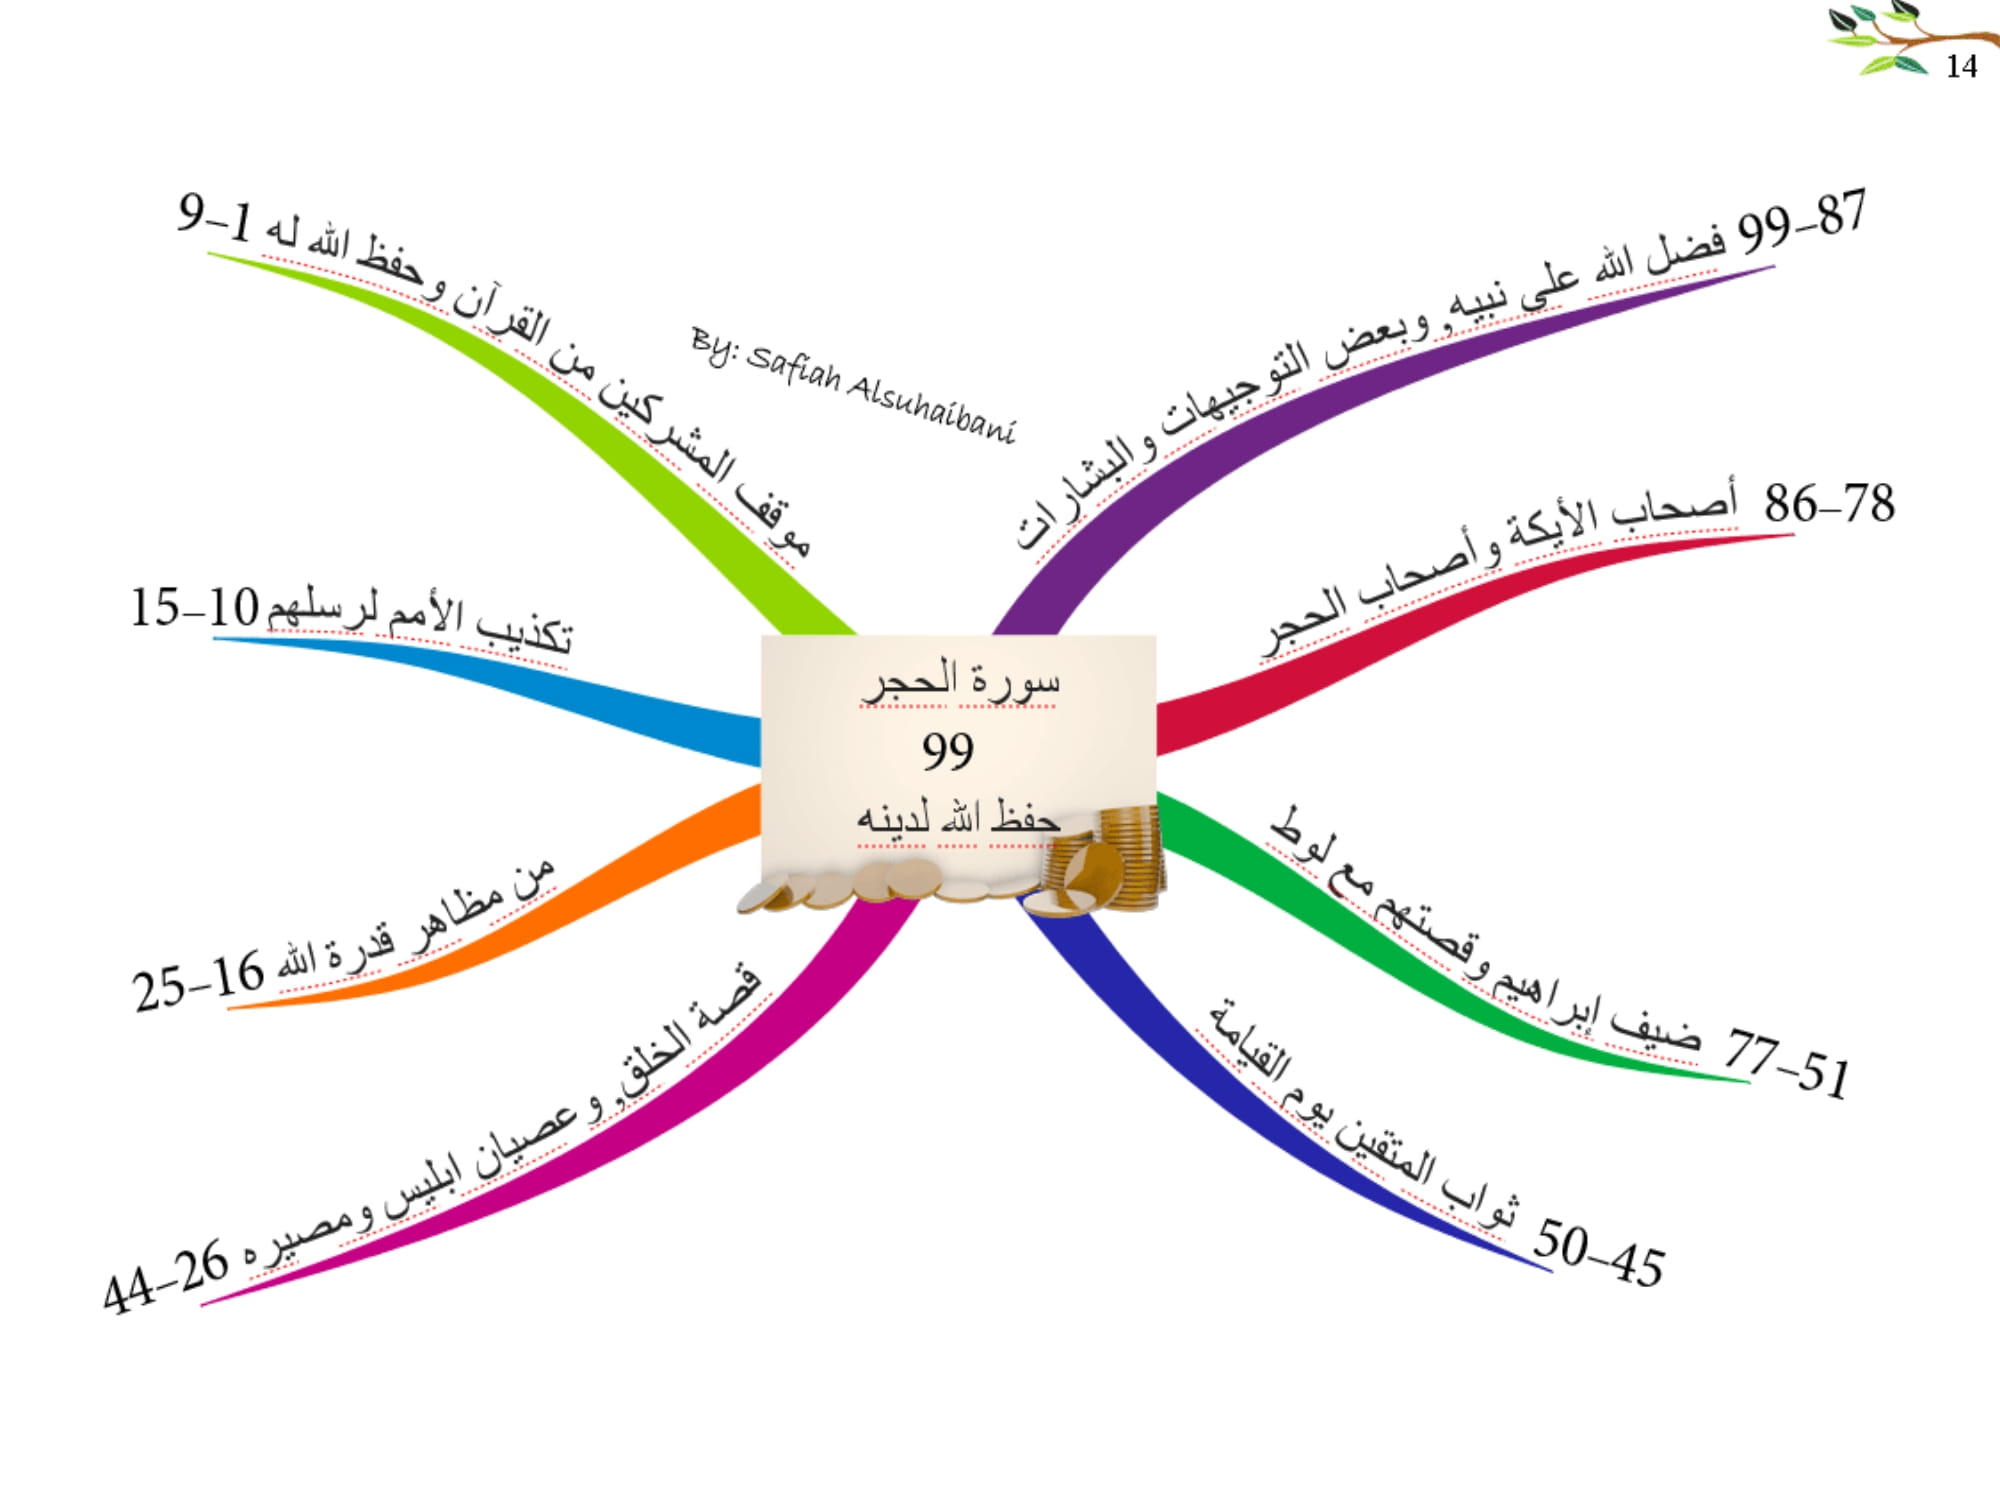 14
By: Safiah Alsuhaibani
سورة الحجر
99
حفظ الله لدينه
موقف المشركين من القرآن وحفظ الله له 1–9
تكذيب الأمم لرسلهم 10–15
من مظاهر قدرة الله 16–25
قصة الخلق, و عصيان ابليس ومصيره 26–44
45–50 ثواب المتقين يوم القيامة
51–77 ضيف إبراهيم وقصتهم مع لوط
78–86 أصحاب الأيكة وأصحاب الحجر
87–99 فضل الله على نبيه, وبعض التوجيهات والبشارات